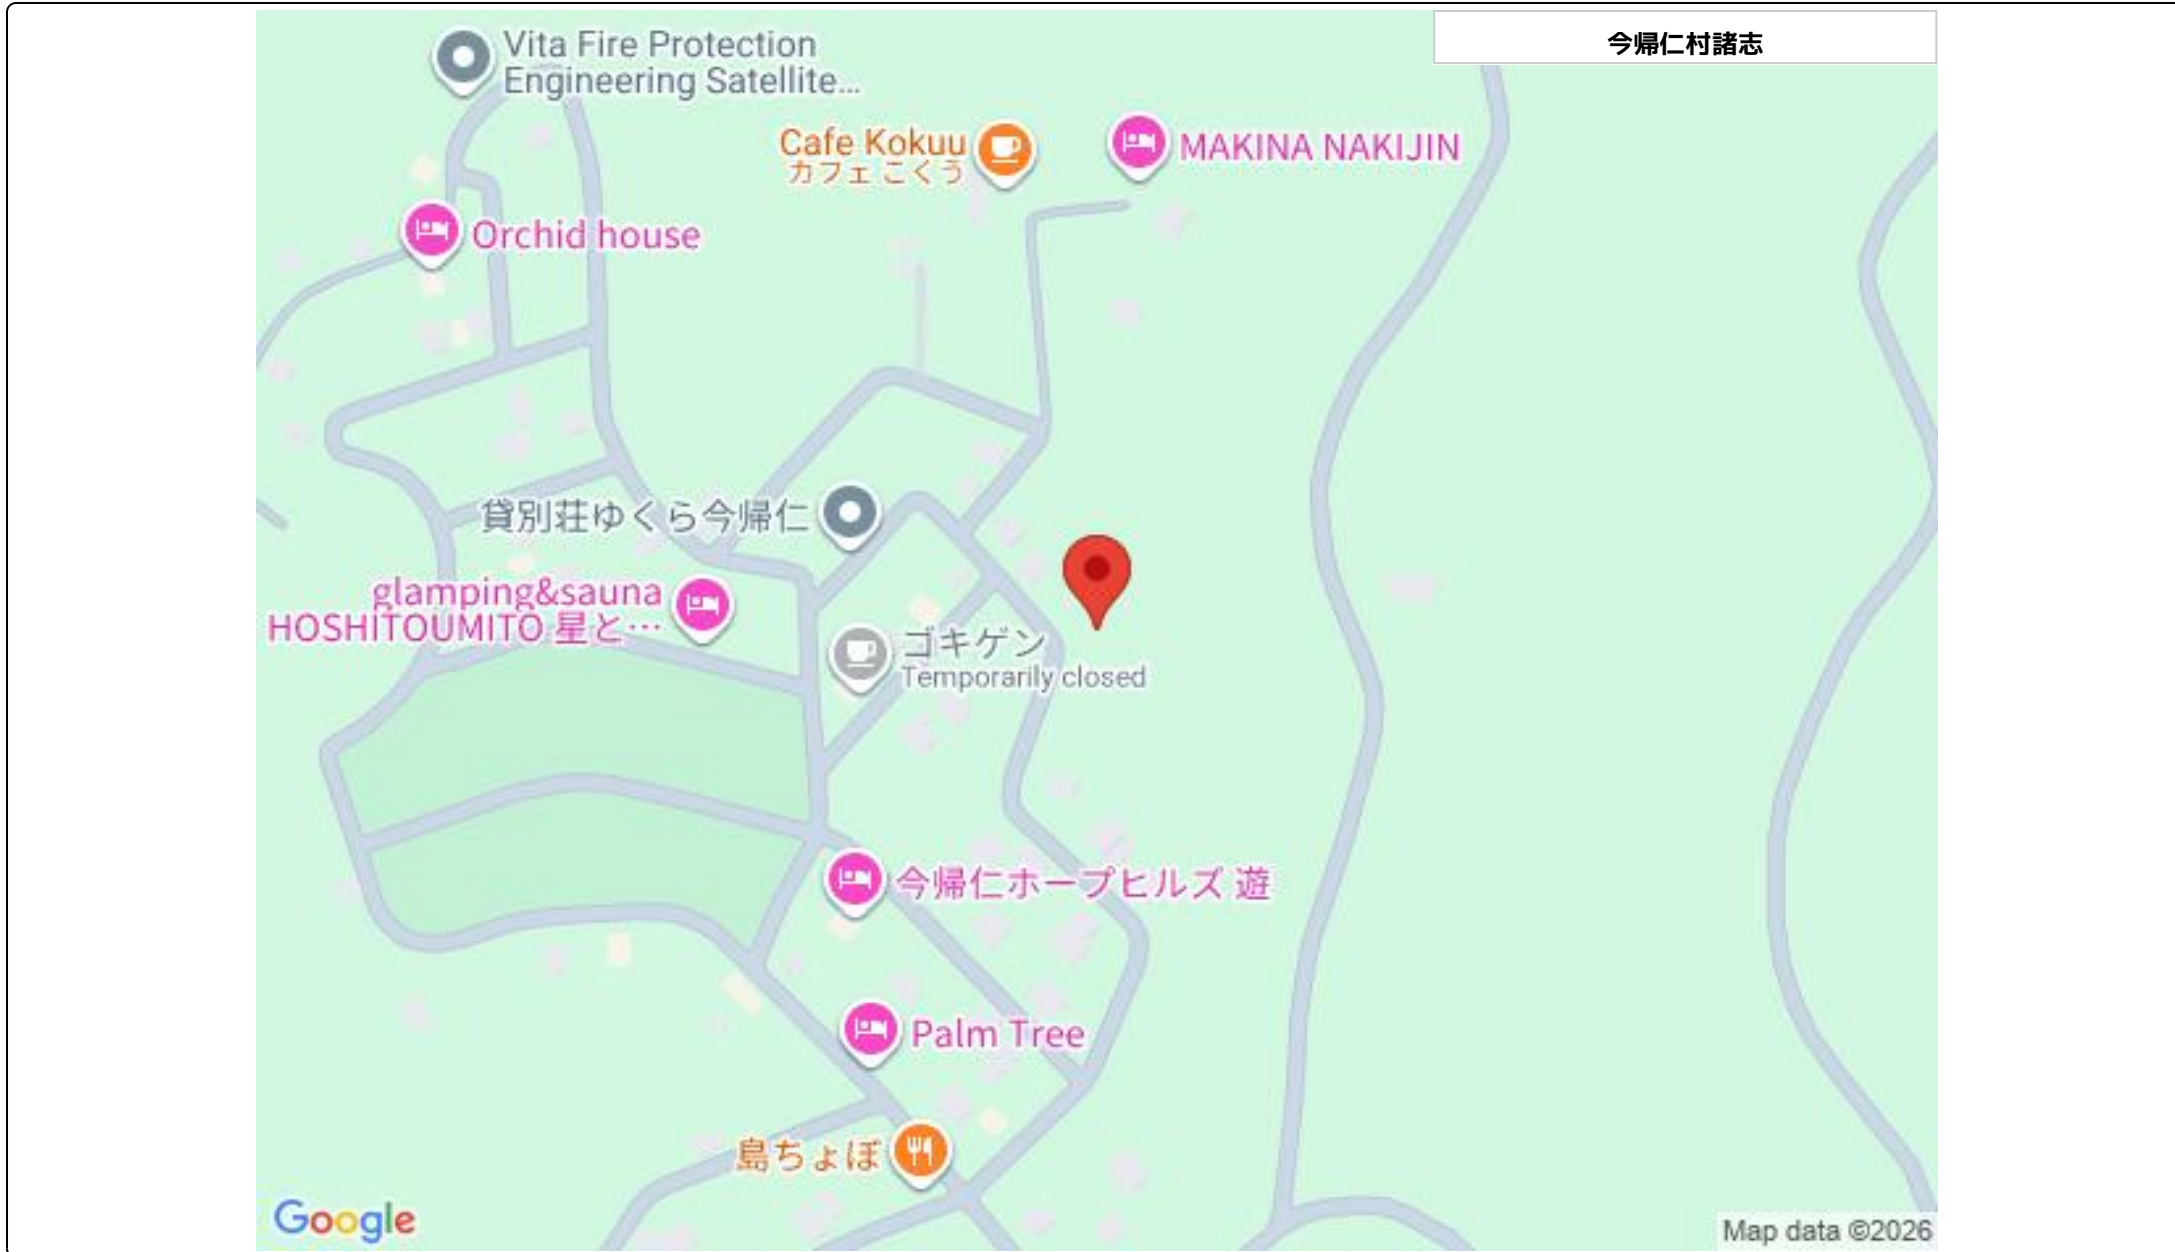 今帰仁村諸志
Vita Fire Protection
Engineering Satellite...
Cafe Kokuu
カフェ こくう
MAKINA NAKIJIN
Orchid house
貸別荘ゆくら今帰仁
glamping&sauna
HOSHITOUMITO 星と…
ゴキゲン
Temporarily closed
今帰仁ホープヒルズ 遊
Palm Tree
島ちょぼ
Google
Map data ©2026